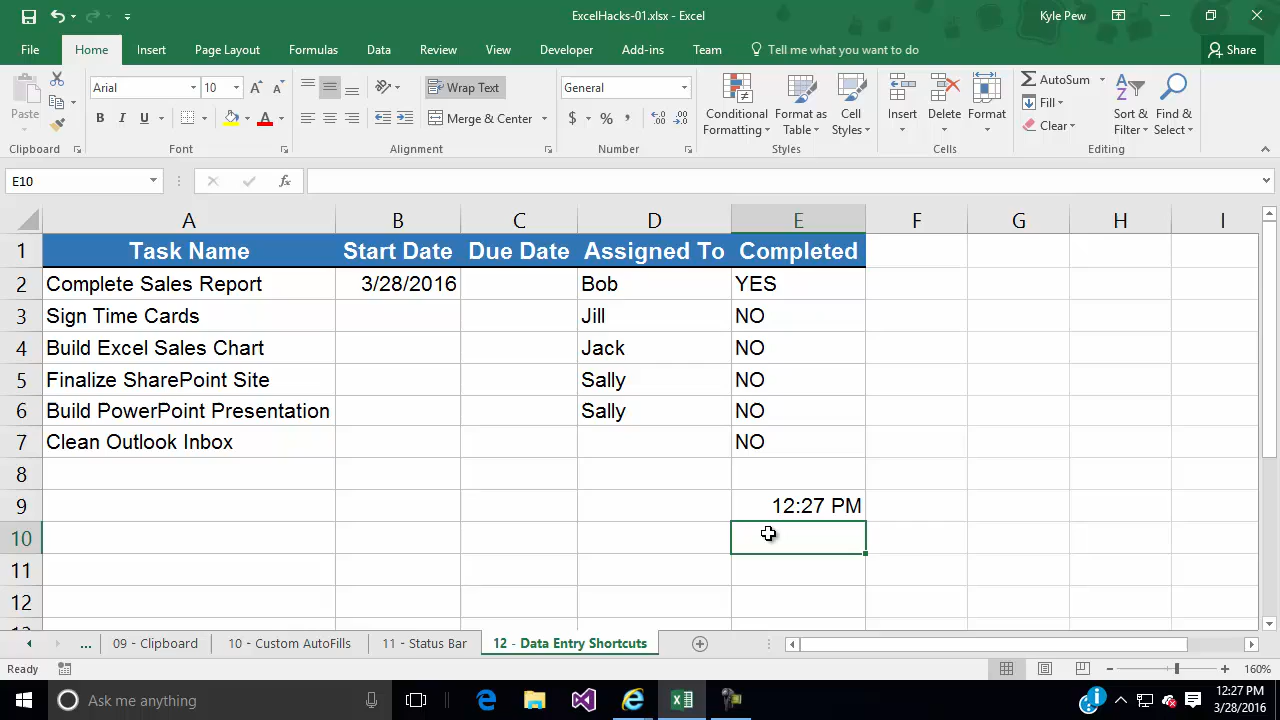 ExcelHacks-01.xlsx - Excel
Kyle Pew
File Home Insert Page Layout Formulas Data Review View Developer Add-ins Team Tell me what you want to do Share
Paste
Clipboard
Arial 10
A A
B I U A
Font
Wrap Text
Merge & Center
Alignment
General
$ % ,
Number
Conditional Formatting
Format as Table
Cell Styles
Styles
Insert Delete Format
Cells
AutoSum
Fill
Clear
Sort & Filter
Find & Select
Editing
E10 fx
A B C D E F G H I
1 Task Name Start Date Due Date Assigned To Completed
2 Complete Sales Report 3/28/2016 Bob YES
3 Sign Time Cards Jill NO
4 Build Excel Sales Chart Jack NO
5 Finalize SharePoint Site Sally NO
6 Build PowerPoint Presentation Sally NO
7 Clean Outlook Inbox NO
8
9 12:27 PM
10
11
12
... 09 - Clipboard 10 - Custom AutoFills 11 - Status Bar 12 - Data Entry Shortcuts
Ready 160%
Ask me anything
12:27 PM
3/28/2016